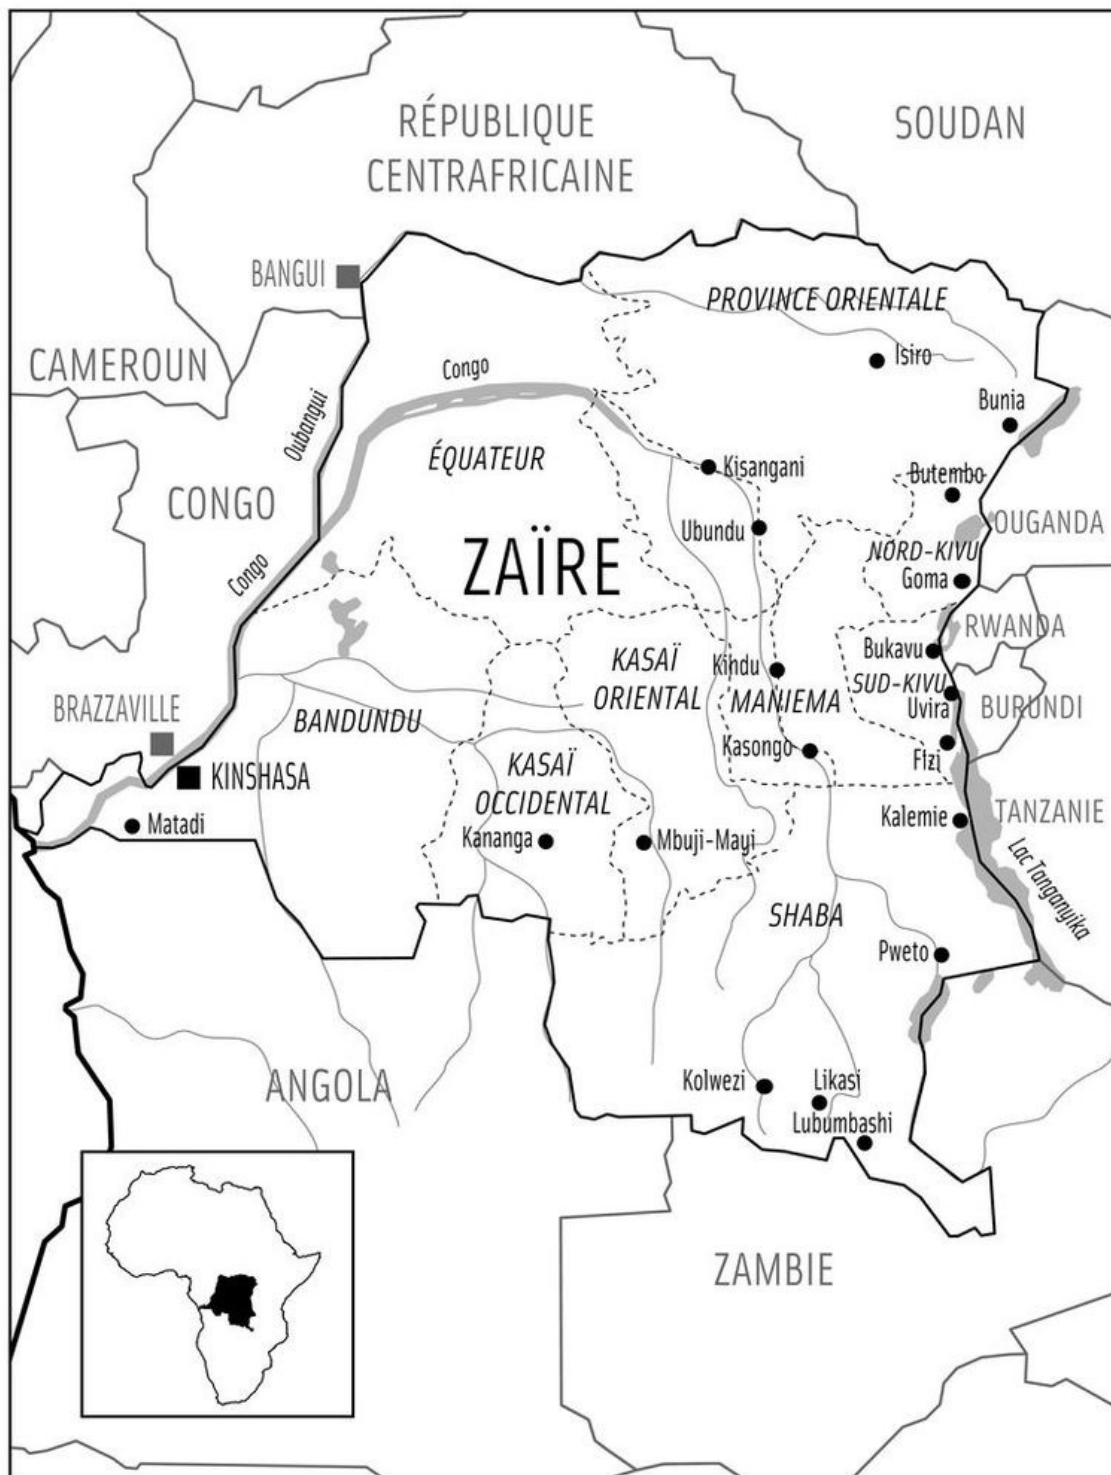 RÉPUBLIQUE
CENTRAFRICAINE
SOUDAN
BANGUI
PROVINCE ORIENTALE
CAMEROUN
Isiro
Congo
Bunia
Oubangui
ÉQUATEUR
Kisangani
Butembo
CONGO
Ubundu
OUGANDA
ZAÏRE
NORD-KIVU
Goma
Congo
RWANDA
KASAÏ
ORIENTAL
Kindu
Bukavu
SUD-KIVU
MANIEMA
Uvira
BURUNDI
BRAZZAVILLE
BANDUNDU
Kasongo
Fizi
KINSHASA
KASAÏ
OCCIDENTAL
Matadi
Kananga
Mbuji-Mayi
Kalemie
TANZANIE
Lac Tanganyika
SHABA
Pweto
ANGOLA
Kolwezi
Likasi
Lubumbashi
ZAMBIE